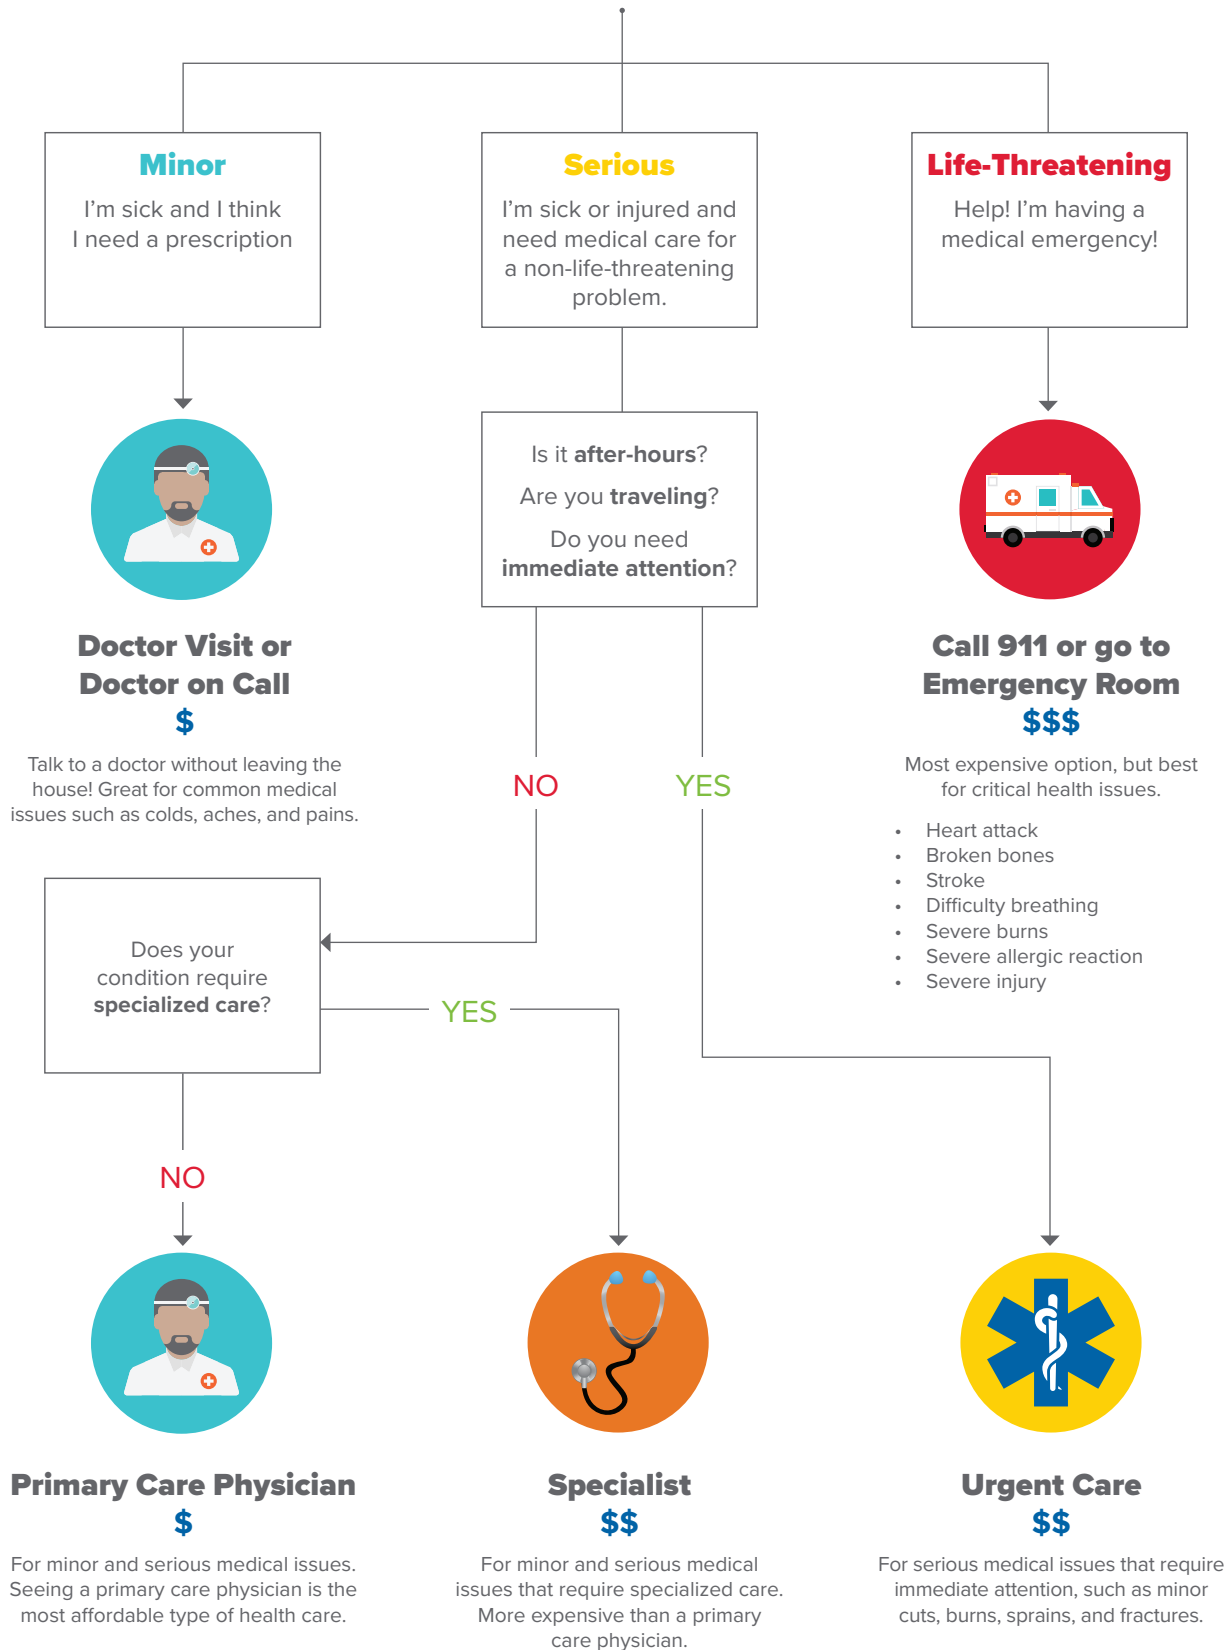 Minor
I'm sick and I think
I need a prescription
Serious
I'm sick or injured and
need medical care for
a non-life-threatening
problem.
Life-Threatening
Help! I'm having a
medical emergency!
Is it after-hours?
Are you traveling?
Do you need
immediate attention?
Doctor Visit or
Doctor on Call
$
Talk to a doctor without leaving the
house! Great for common medical
issues such as colds, aches, and pains.
Call 911 or go to
Emergency Room
$$$
Most expensive option, but best
for critical health issues.
• Heart attack
• Broken bones
• Stroke
• Difficulty breathing
• Severe burns
• Severe allergic reaction
• Severe injury
NO
YES
Does your
condition require
specialized care?
YES
NO
Primary Care Physician
$
For minor and serious medical issues.
Seeing a primary care physician is the
most affordable type of health care.
Specialist
$$
For minor and serious medical
issues that require specialized care.
More expensive than a primary
care physician.
Urgent Care
$$
For serious medical issues that require
immediate attention, such as minor
cuts, burns, sprains, and fractures.